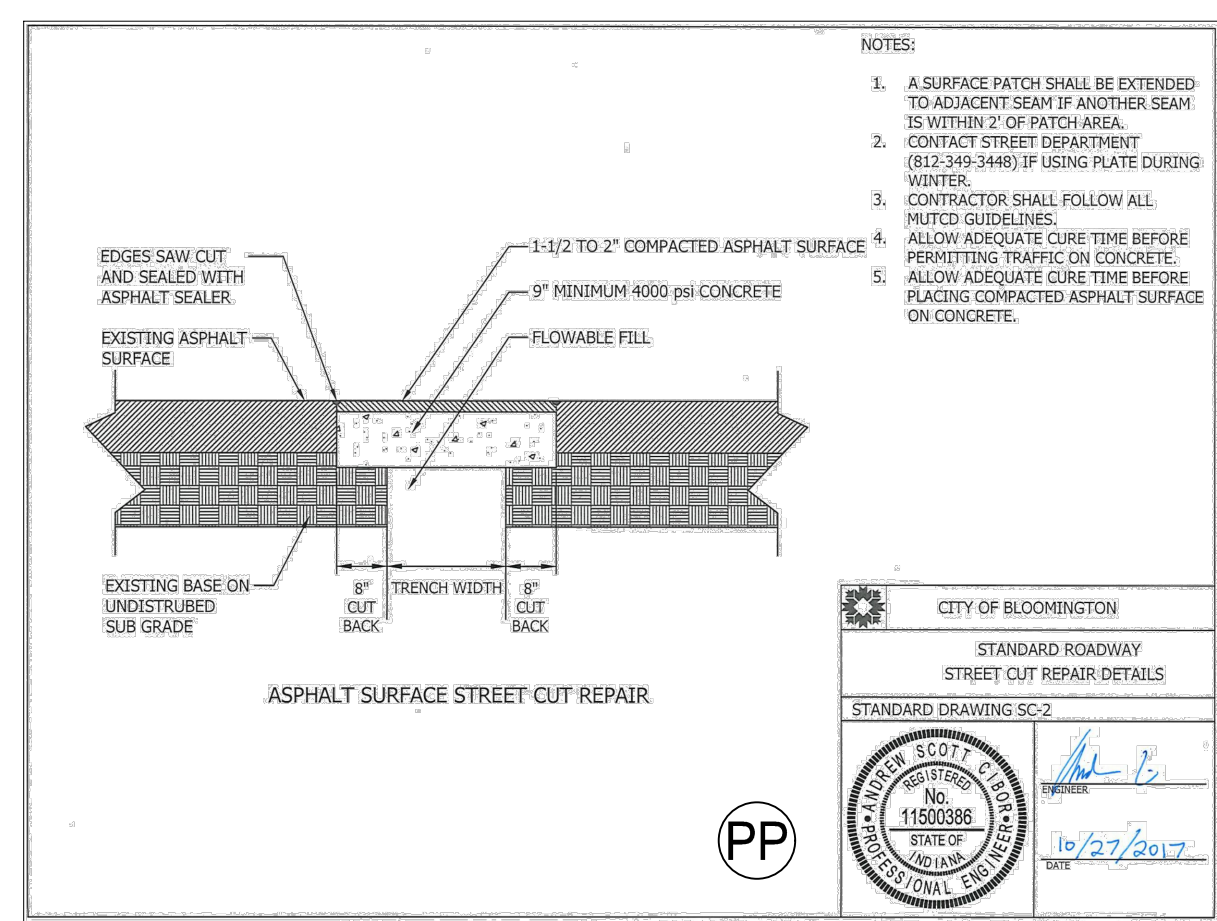 NOTES:
1. A SURFACE PATCH SHALL BE EXTENDED
TO ADJACENT SEAM IF ANOTHER SEAM
IS WITHIN 2' OF PATCH AREA.
2. CONTACT STREET DEPARTMENT
(812-349-3448) IF USING PLATE DURING
WINTER.
3. CONTRACTOR SHALL FOLLOW ALL
MUTCD GUIDELINES.
4. ALLOW ADEQUATE CURE TIME BEFORE
PERMITTING TRAFFIC ON CONCRETE.
5. ALLOW ADEQUATE CURE TIME BEFORE
PLACING COMPACTED ASPHALT SURFACE
ON CONCRETE.
EDGES SAW CUT
AND SEALED WITH
ASPHALT SEALER
EXISTING ASPHALT
SURFACE
1-1/2 TO 2" COMPACTED ASPHALT SURFACE
9" MINIMUM 4000 psi CONCRETE
FLOWABLE FILL
EXISTING BASE ON
UNDISTRUBED
SUB GRADE
8"
CUT
BACK
TRENCH WIDTH
8"
CUT
BACK
ASPHALT SURFACE STREET CUT REPAIR
PP
CITY OF BLOOMINGTON
STANDARD ROADWAY
STREET CUT REPAIR DETAILS
STANDARD DRAWING SC-2
ANDREW SCOTT CIBOR
REGISTERED
No.
11500386
STATE OF
INDIANA
PROFESSIONAL ENGINEER
ENGINEER
10/27/2017
DATE